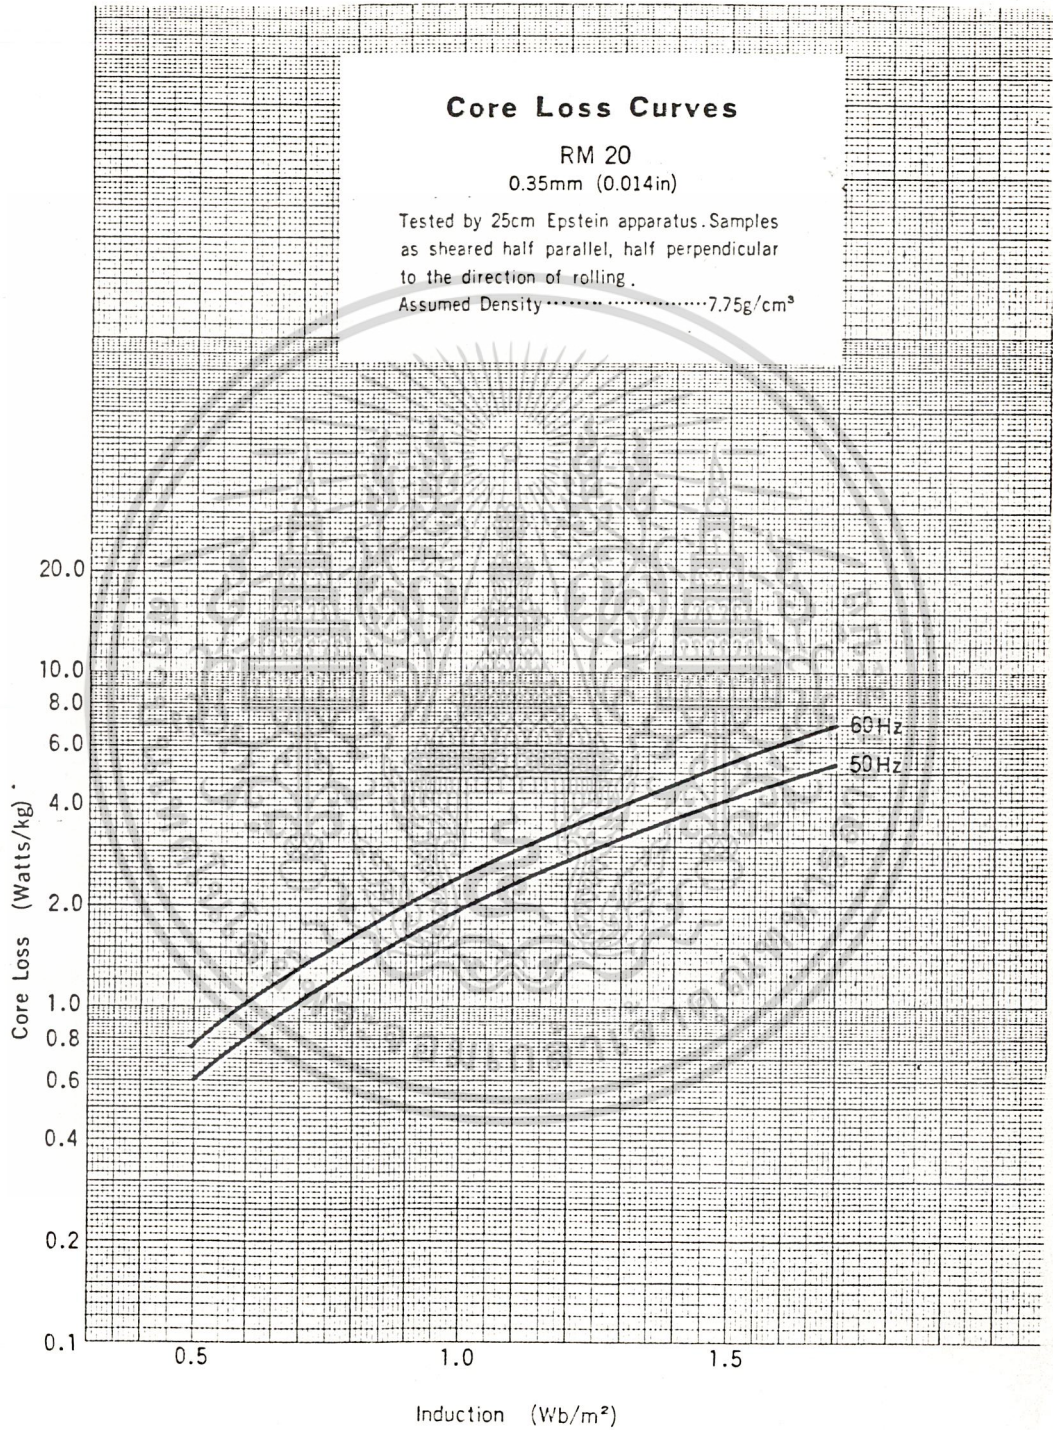 Core Loss Curves
RM 20
0.35mm (0.014in)
Tested by 25cm Epstein apparatus. Samples
as sheared half parallel, half perpendicular
to the direction of rolling.
Assumed Density ················ 7.75g/cm³
20.0
10.0
8.0
6.0
4.0
2.0
1.0
0.8
0.6
0.4
0.2
0.1
Core Loss (Watts/kg)
60Hz
50Hz
0.5 1.0 1.5
Induction (Wb/m²)